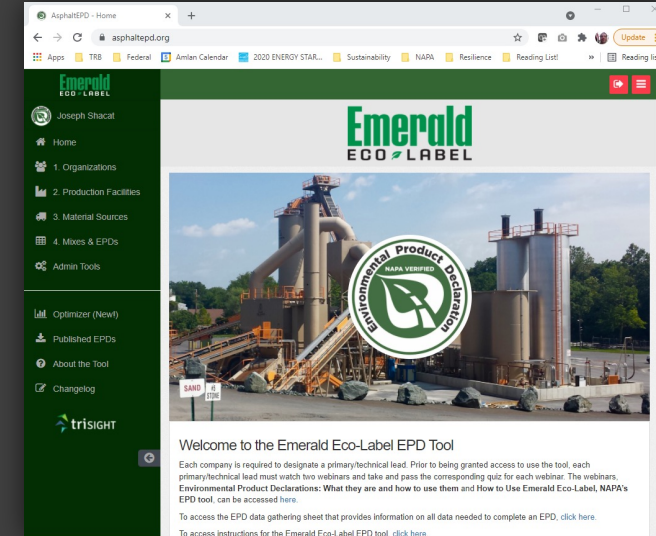 AsphaltEPD - Home
asphaltepd.org
Update
Apps TRB Federal Amlan Calendar 2020 ENERGY STAR... Sustainability NAPA Resilience Reading List! » Reading lis
Emerald
ECO LABEL
Joseph Shacat
Home
1. Organizations
2. Production Facilities
3. Material Sources
4. Mixes & EPDs
Admin Tools
Optimizer (New!)
Published EPDs
About the Tool
Changelog
trisight
Emerald
ECO LABEL
Environmental Product Declaration
NAPA VERIFIED
SAND
STONE
Welcome to the Emerald Eco-Label EPD Tool
Each company is required to designate a primary/technical lead. Prior to being granted access to use the tool, each
primary/technical lead must watch two webinars and take and pass the corresponding quiz for each webinar. The webinars,
Environmental Product Declarations: What they are and how to use them and How to Use Emerald Eco-Label, NAPA's
EPD tool, can be accessed here.
To access the EPD data gathering sheet that provides information on all data needed to complete an EPD, click here.
To access instructions for the Emerald Eco-Label EPD tool, click here